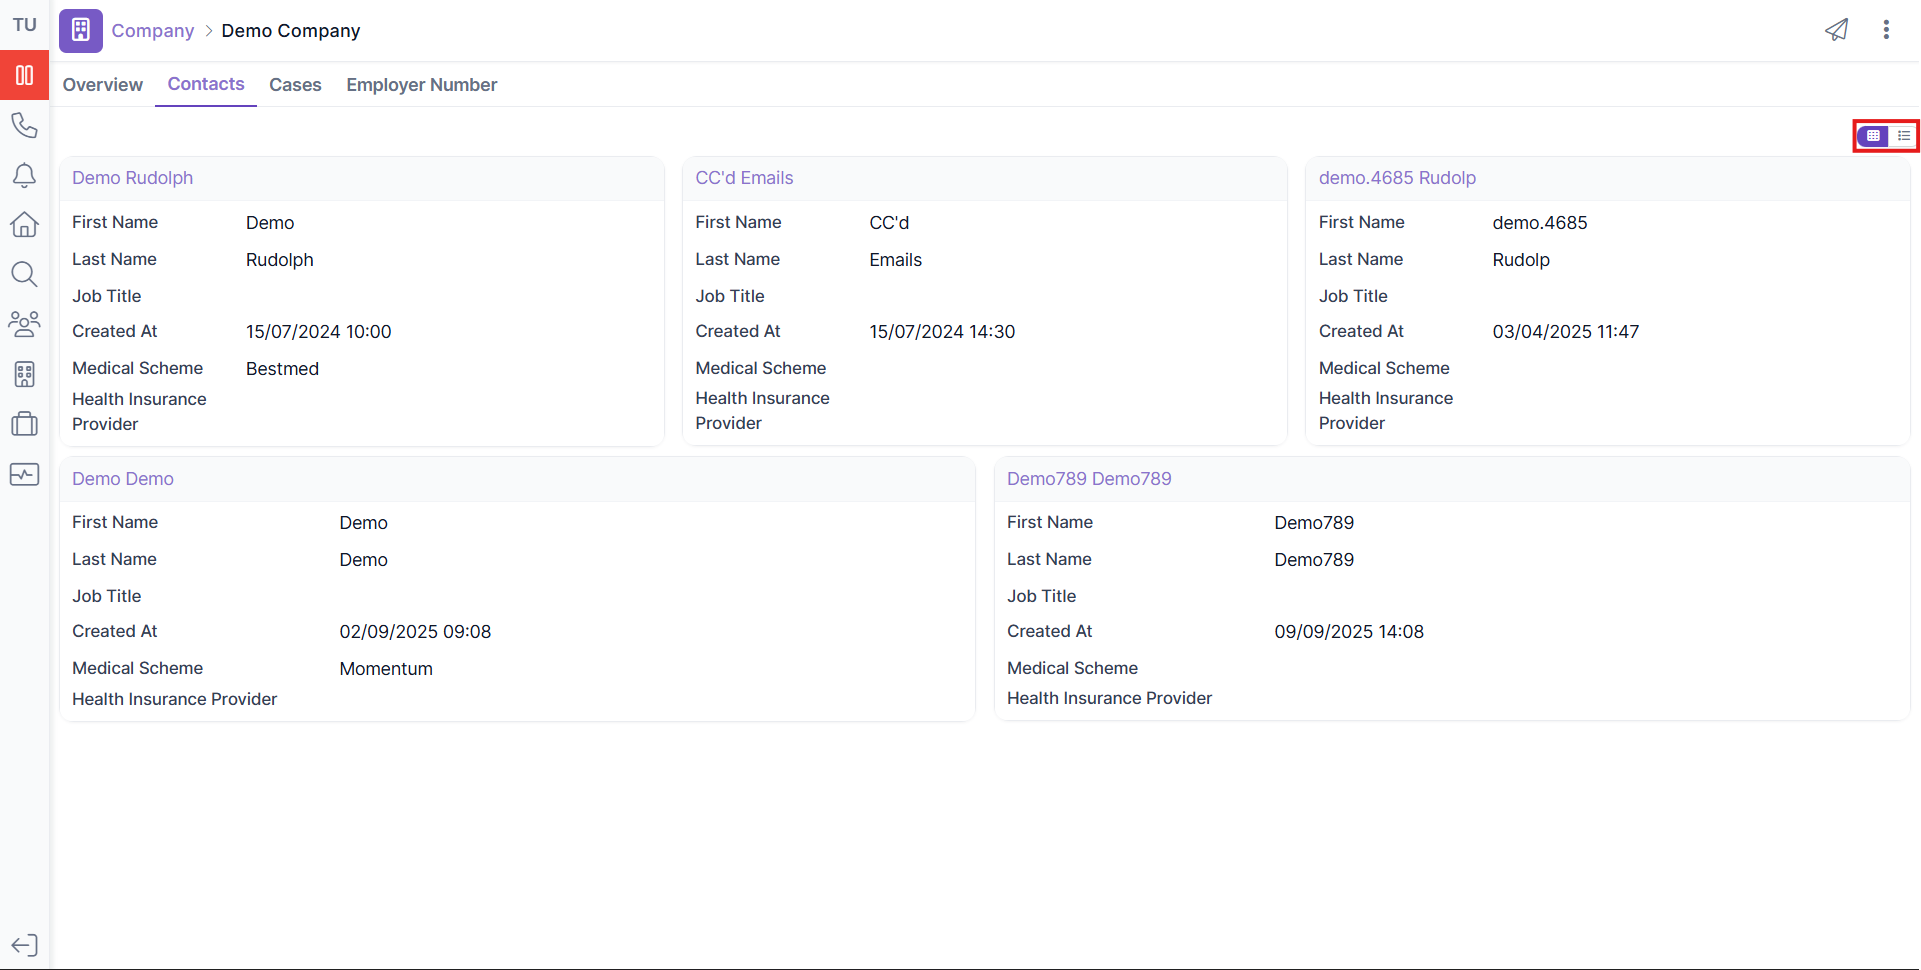 TU
Company > Demo Company
Overview Contacts Cases Employer Number
Demo Rudolph
First Name Demo
Last Name Rudolph
Job Title
Created At 15/07/2024 10:00
Medical Scheme Bestmed
Health Insurance
Provider
CC'd Emails
First Name CC'd
Last Name Emails
Job Title
Created At 15/07/2024 14:30
Medical Scheme
Health Insurance
Provider
demo.4685 Rudolp
First Name demo.4685
Last Name Rudolp
Job Title
Created At 03/04/2025 11:47
Medical Scheme
Health Insurance
Provider
Demo Demo
First Name Demo
Last Name Demo
Job Title
Created At 02/09/2025 09:08
Medical Scheme Momentum
Health Insurance Provider
Demo789 Demo789
First Name Demo789
Last Name Demo789
Job Title
Created At 09/09/2025 14:08
Medical Scheme
Health Insurance Provider